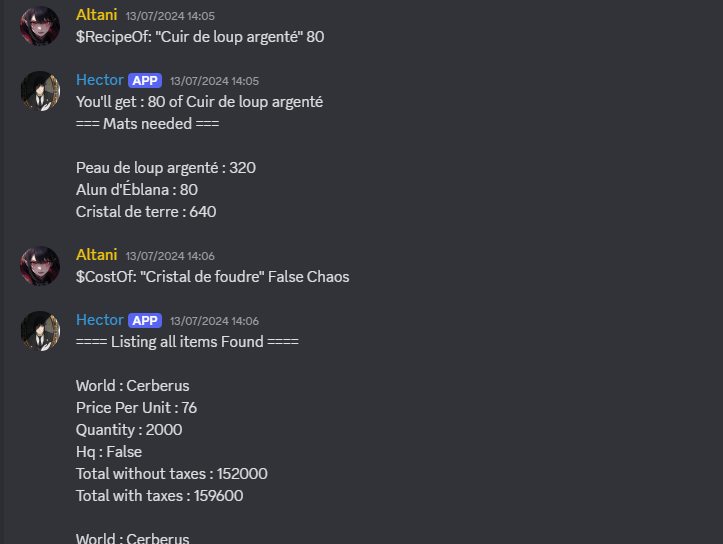 Altani 13/07/2024 14:05
$RecipeOf: "Cuir de loup argenté" 80
Hector APP 13/07/2024 14:05
You'll get : 80 of Cuir de loup argenté
=== Mats needed ===
Peau de loup argenté : 320
Alun d'Éblana : 80
Cristal de terre : 640
Altani 13/07/2024 14:06
$CostOf: "Cristal de foudre" False Chaos
Hector APP 13/07/2024 14:06
==== Listing all items Found ====
World : Cerberus
Price Per Unit : 76
Quantity : 2000
Hq : False
Total without taxes : 152000
Total with taxes : 159600
World : Cerberus